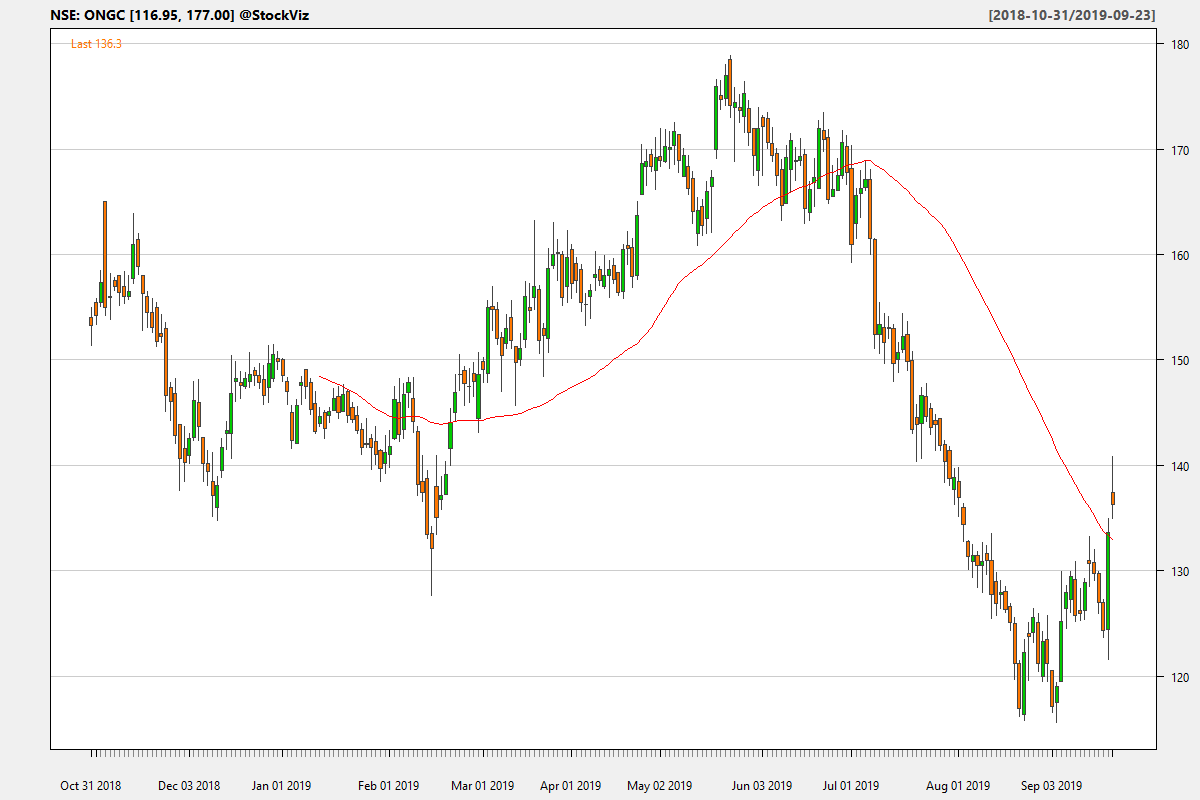 NSE: ONGC [116.95, 177.00] @StockViz [2018-10-31/2019-09-23]
Last 136.3
180
170
160
150
140
130
120
Oct 31 2018 Dec 03 2018 Jan 01 2019 Feb 01 2019 Mar 01 2019 Apr 01 2019 May 02 2019 Jun 03 2019 Jul 01 2019 Aug 01 2019 Sep 03 2019